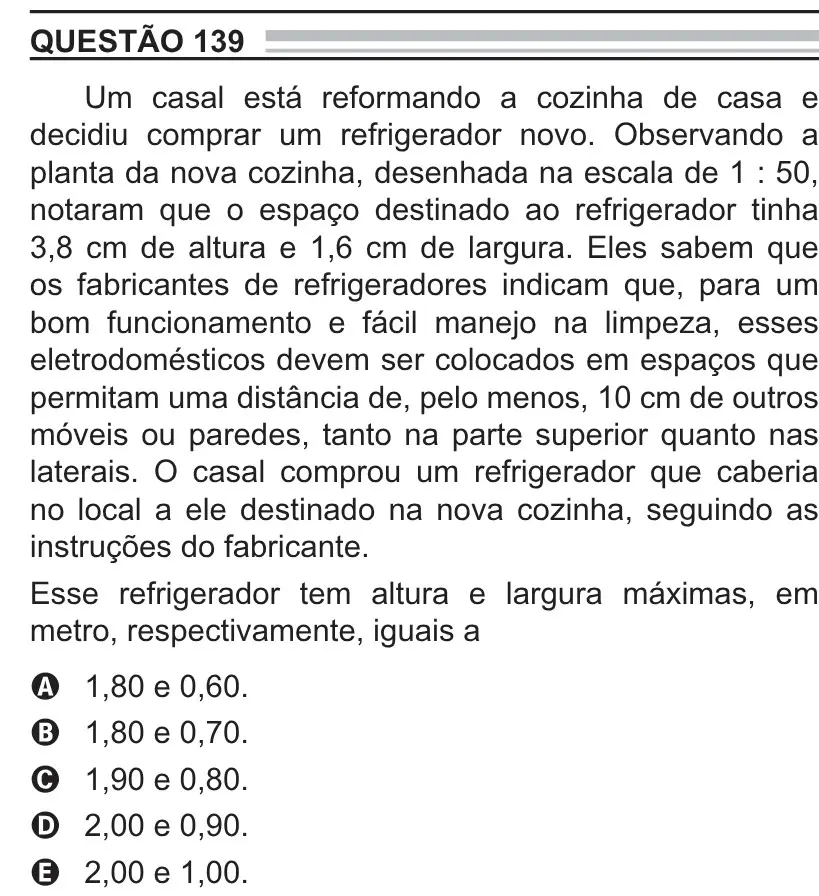 QUESTÃO 139
Um casal está reformando a cozinha de casa e
decidiu comprar um refrigerador novo. Observando a
planta da nova cozinha, desenhada na escala de 1 : 50,
notaram que o espaço destinado ao refrigerador tinha
3,8 cm de altura e 1,6 cm de largura. Eles sabem que
os fabricantes de refrigeradores indicam que, para um
bom funcionamento e fácil manejo na limpeza, esses
eletrodomésticos devem ser colocados em espaços que
permitam uma distância de, pelo menos, 10 cm de outros
móveis ou paredes, tanto na parte superior quanto nas
laterais. O casal comprou um refrigerador que caberia
no local a ele destinado na nova cozinha, seguindo as
instruções do fabricante.
Esse refrigerador tem altura e largura máximas, em
metro, respectivamente, iguais a
A 1,80 e 0,60.
B 1,80 e 0,70.
C 1,90 e 0,80.
D 2,00 e 0,90.
E 2,00 e 1,00.